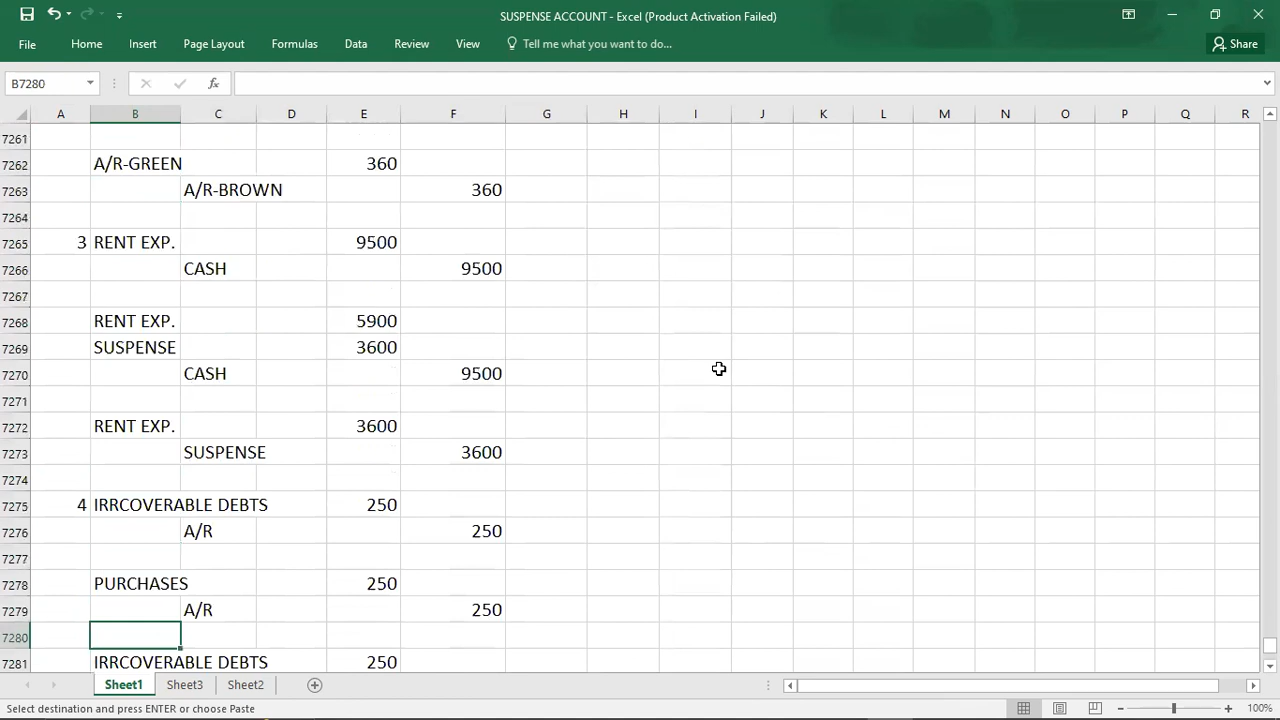 SUSPENSE ACCOUNT - Excel (Product Activation Failed)
File Home Insert Page Layout Formulas Data Review View Tell me what you want to do... Share
B7280 fx
A B C D E F G H I J K L M N O P Q R
7261
7262 A/R-GREEN 360
7263 A/R-BROWN 360
7264
7265 3 RENT EXP. 9500
7266 CASH 9500
7267
7268 RENT EXP. 5900
7269 SUSPENSE 3600
7270 CASH 9500
7271
7272 RENT EXP. 3600
7273 SUSPENSE 3600
7274
7275 4 IRRCOVERABLE DEBTS 250
7276 A/R 250
7277
7278 PURCHASES 250
7279 A/R 250
7280
7281 IRRCOVERABLE DEBTS 250
Sheet1 Sheet3 Sheet2
Select destination and press ENTER or choose Paste 100%